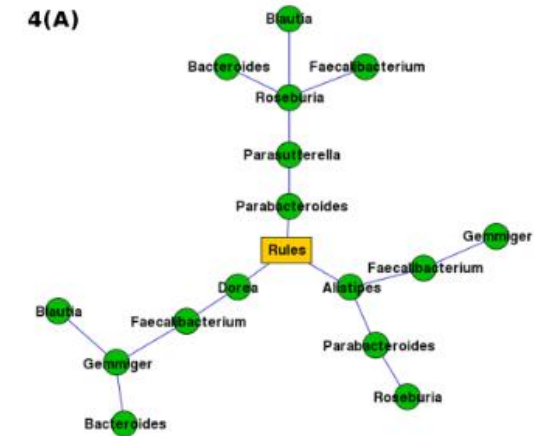 4(A)
Blautia
Bacteroides
Faecalibacterium
Roseburia
Parasutterella
Parabacteroides
Rules
Gemmiger
Faecalibacterium
Dorea
Alistipes
Blautia
Faecalibacterium
Parabacteroides
Gemmiger
Roseburia
Bacteroides